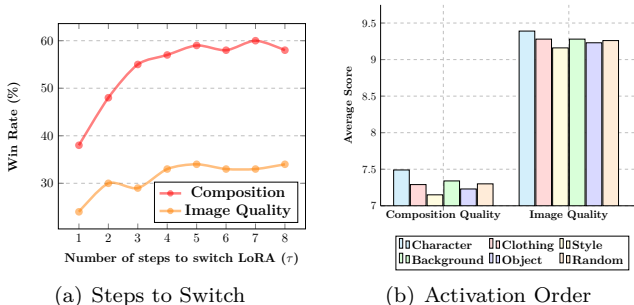 Win Rate (%)
60
50
40
30
1 2 3 4 5 6 7 8
Number of steps to switch LoRA (τ)
Composition
Image Quality
(a) Steps to Switch
Average Score
9.5
9
8.5
8
7.5
7
Composition Quality Image Quality
Character Clothing Style
Background Object Random
(b) Activation Order